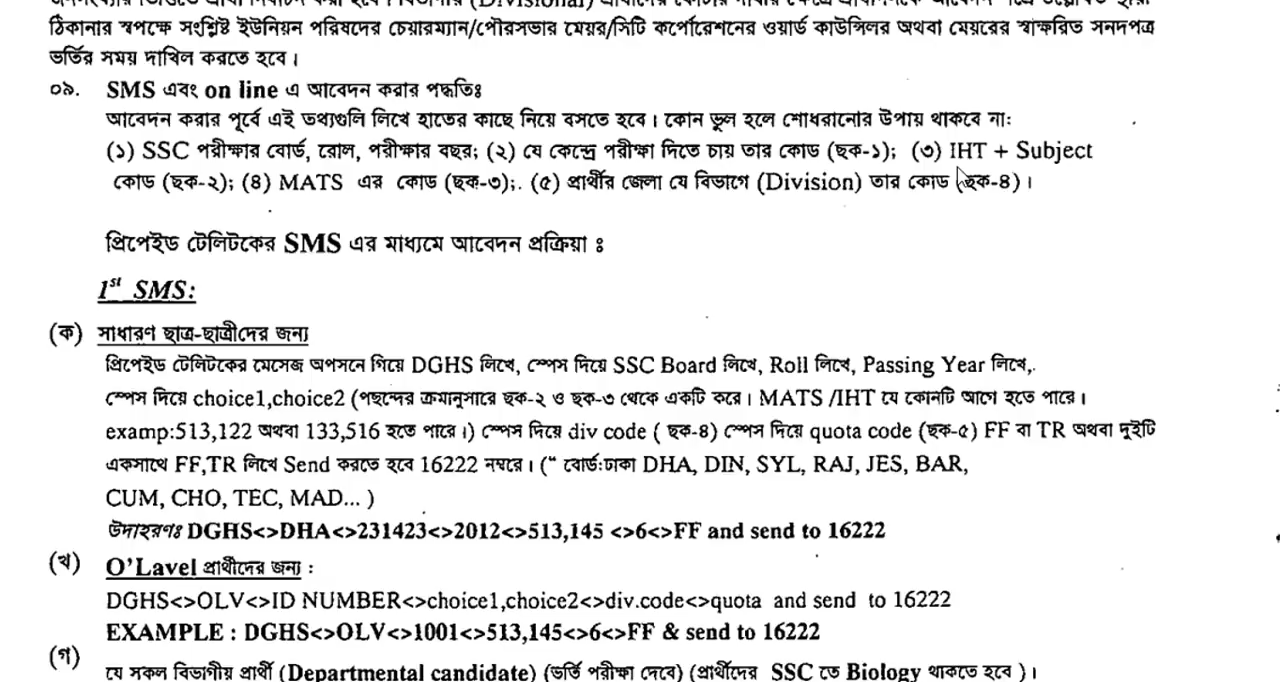 ঠিকানার স্বপক্ষে সংশ্লিষ্ট ইউনিয়ন পরিষদের চেয়ারম্যান/পৌরসভার মেয়র/সিটি কর্পোরেশনের ওয়ার্ড কাউন্সিলর অথবা মেয়রের স্বাক্ষরিত সনদপত্র
ভর্তির সময় দাখিল করতে হবে।
০৯. SMS এবং on line এ আবেদন করার পদ্ধতিঃ
আবেদন করার পূর্বে এই তথ্যগুলি লিখে হাতের কাছে নিয়ে বসতে হবে। কোন ভুল হলে শোধরানোর উপায় থাকবে না:
(১) SSC পরীক্ষার বোর্ড, রোল, পরীক্ষার বছর; (২) যে কেন্দ্রে পরীক্ষা দিতে চায় তার কোড (ছক-১); (৩) IHT + Subject
কোড (ছক-২); (৪) MATS এর কোড (ছক-৩);. (৫) প্রার্থীর জেলা যে বিভাগে (Division) তার কোড (ছক-৪)।
প্রিপেইড টেলিটকের SMS এর মাধ্যমে আবেদন প্রক্রিয়া ঃ
1st SMS:
(ক) সাধারণ ছাত্র-ছাত্রীদের জন্য
প্রিপেইড টেলিটকের মেসেজ অপসনে গিয়ে DGHS লিখে, স্পেস দিয়ে SSC Board লিখে, Roll লিখে, Passing Year লিখে,.
স্পেস দিয়ে choice1,choice2 (পছন্দের ক্রমানুসারে ছক-২ ও ছক-৩ থেকে একটি করে। MATS /IHT যে কোনটি আগে হতে পারে।
examp:513,122 অথবা 133,516 হতে পারে।) স্পেস দিয়ে div code ( ছক-৪) স্পেস দিয়ে quota code (ছক-৫) FF বা TR অথবা দুইটি
একসাথে FF,TR লিখে Send করতে হবে 16222 নম্বরে। (“ বোর্ড:ঢাকা DHA, DIN, SYL, RAJ, JES, BAR,
CUM, CHO, TEC, MAD... )
উদাহরণঃ DGHS<>DHA<>231423<>2012<>513,145 <>6<>FF and send to 16222
(খ) O’Lavel প্রার্থীদের জন্য :
DGHS<>OLV<>ID NUMBER<>choice1,choice2<>div.code<>quota and send to 16222
EXAMPLE : DGHS<>OLV<>1001<>513,145<>6<>FF & send to 16222
(গ) যে সকল বিভাগীয় প্রার্থী (Departmental candidate) (ভর্তি পরীক্ষা দেবে) (প্রার্থীদের SSC তে Biology থাকতে হবে )।